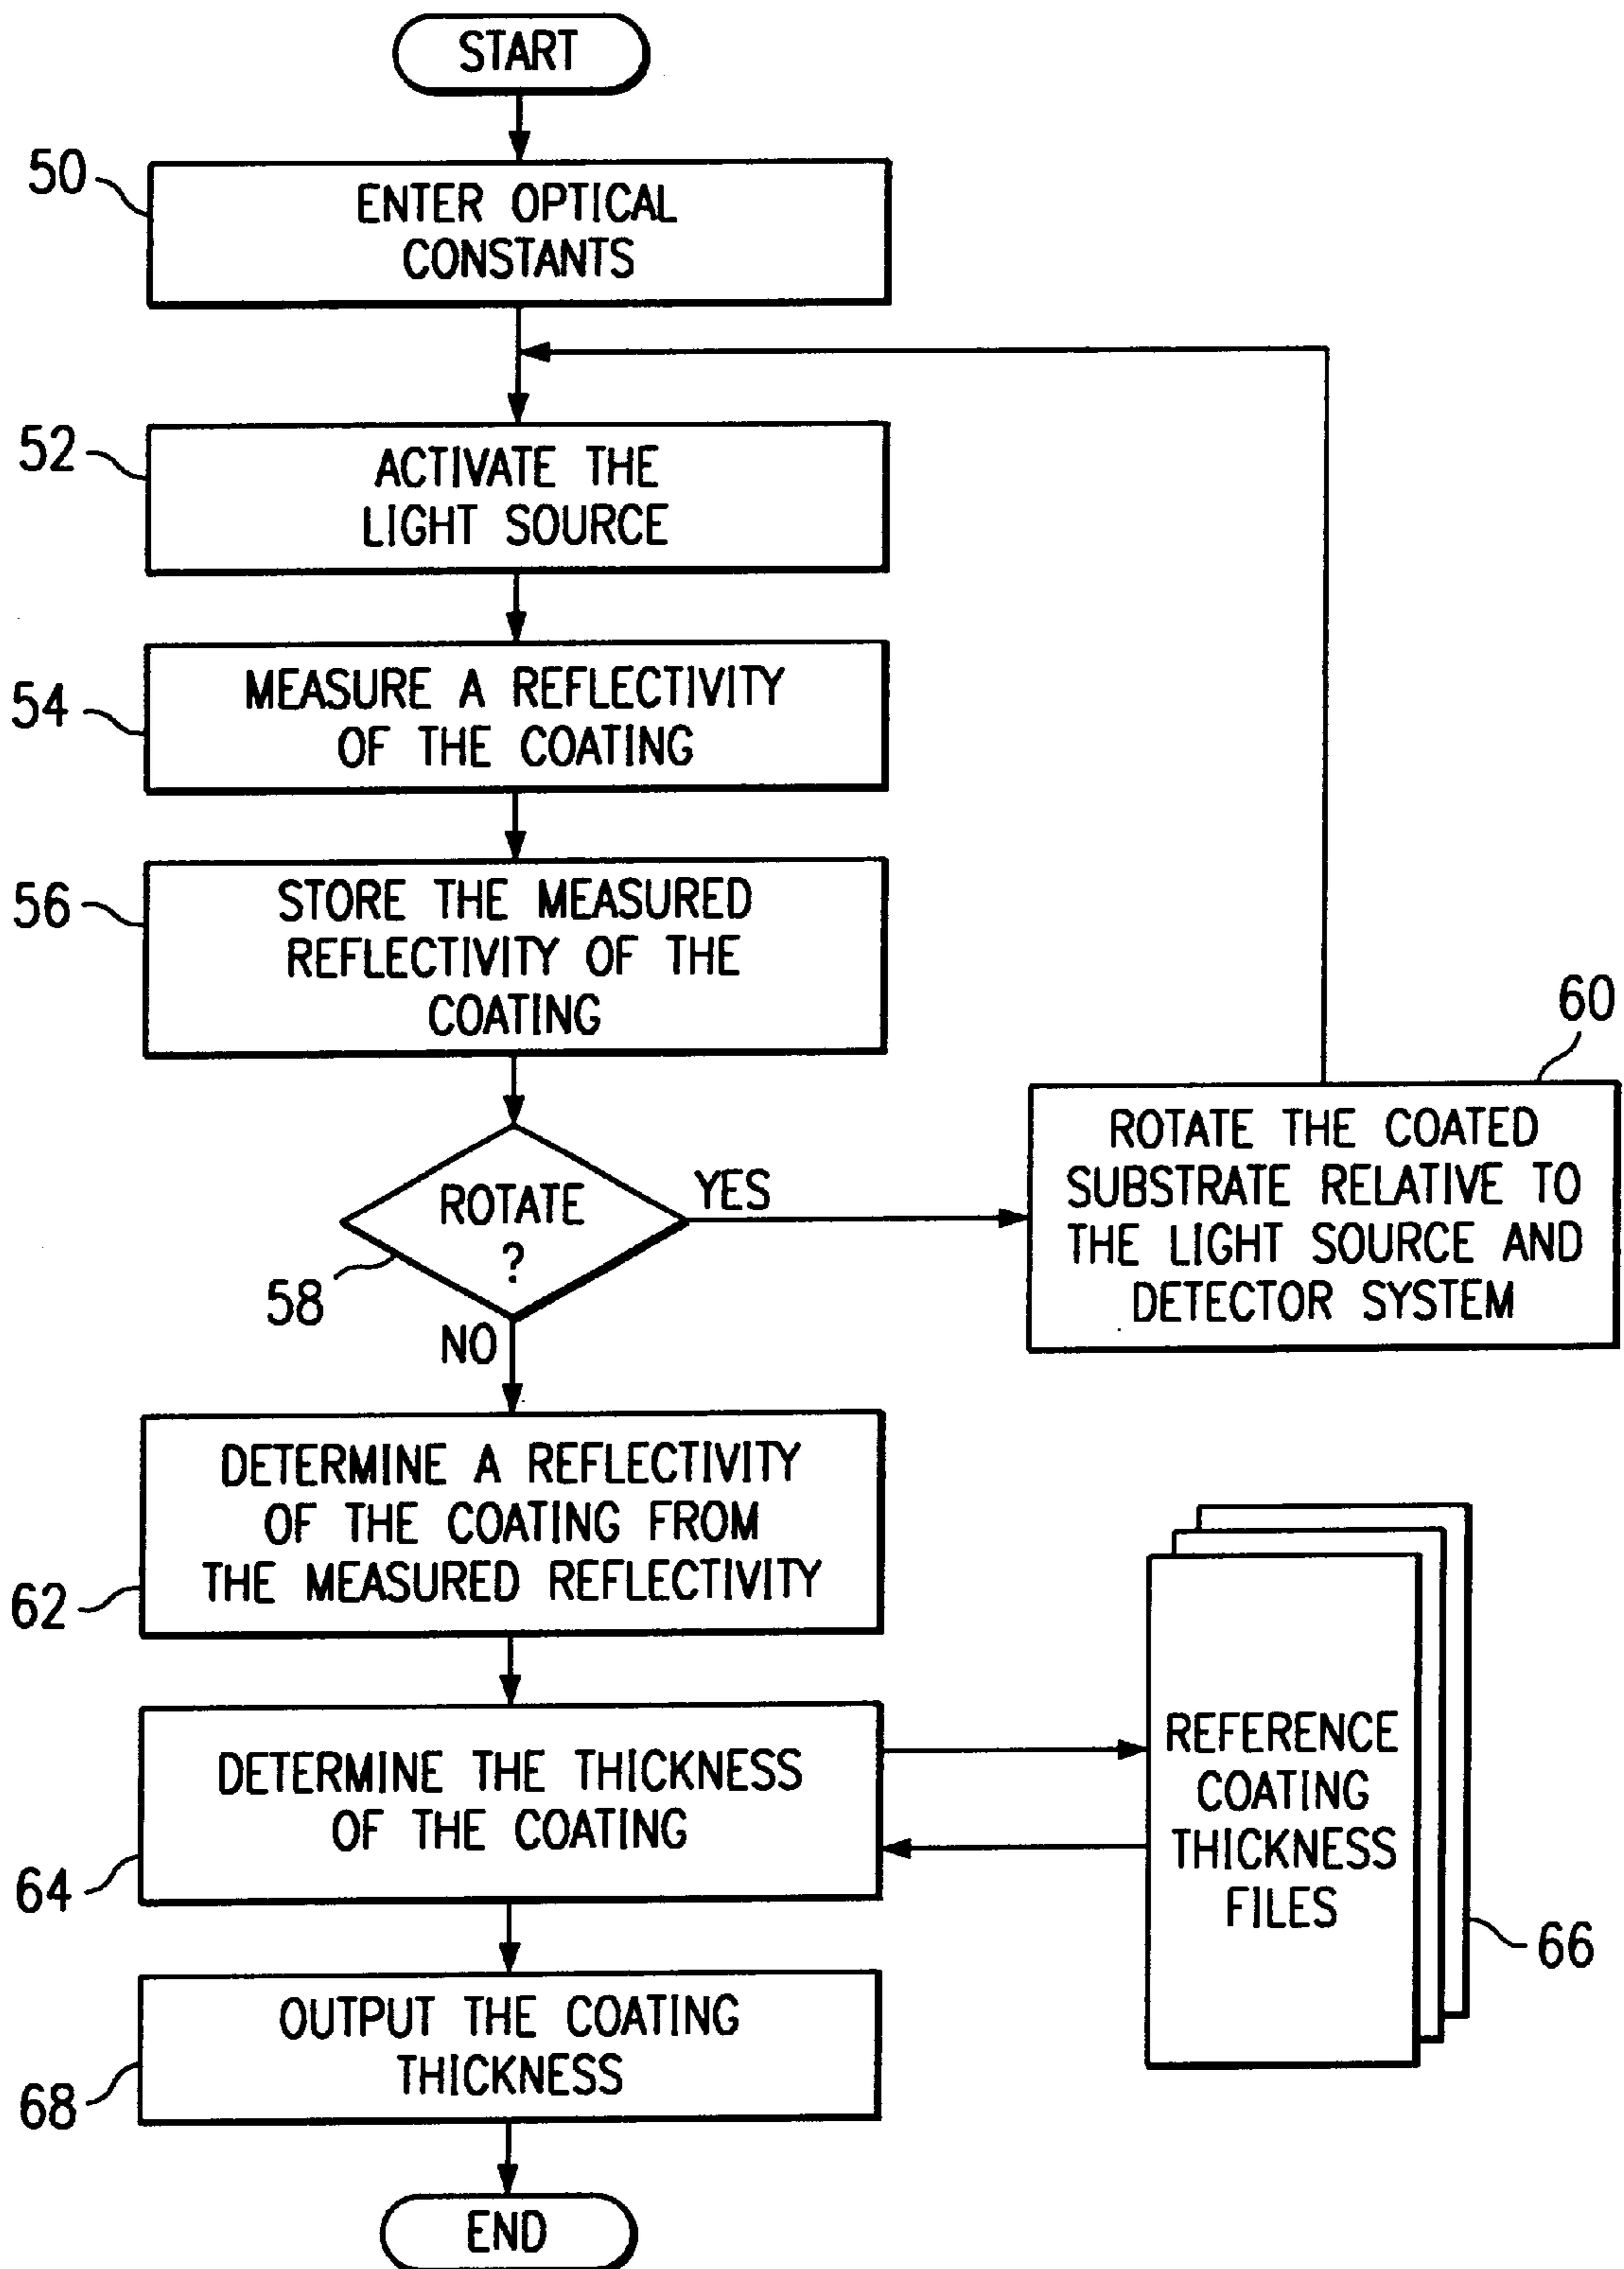 START
50
ENTER OPTICAL
CONSTANTS
52
ACTIVATE THE
LIGHT SOURCE
54
MEASURE A REFLECTIVITY
OF THE COATING
56
STORE THE MEASURED
REFLECTIVITY OF THE
COATING
58
ROTATE
?
YES
NO
60
ROTATE THE COATED
SUBSTRATE RELATIVE TO
THE LIGHT SOURCE AND
DETECTOR SYSTEM
62
DETERMINE A REFLECTIVITY
OF THE COATING FROM
THE MEASURED REFLECTIVITY
64
DETERMINE THE THICKNESS
OF THE COATING
REFERENCE
COATING
THICKNESS
FILES
66
68
OUTPUT THE COATING
THICKNESS
END